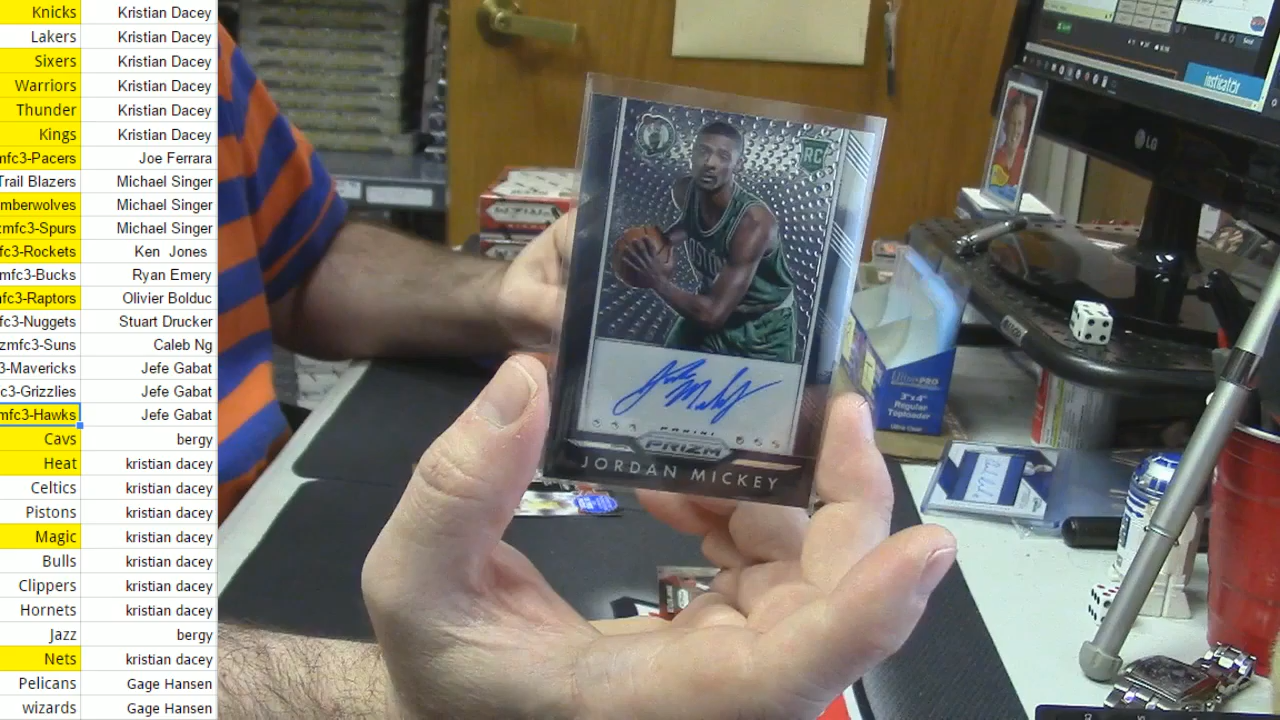 Knicks Kristian Dacey
Lakers Kristian Dacey
Sixers Kristian Dacey
Warriors Kristian Dacey
Thunder Kristian Dacey
Kings Kristian Dacey
mfc3-Pacers Joe Ferrara
Trail Blazers Michael Singer
mberwolves Michael Singer
zmfc3-Spurs Michael Singer
fc3-Rockets Ken Jones
mfc3-Bucks Ryan Emery
mfc3-Raptors Olivier Bolduc
fc3-Nuggets Stuart Drucker
zmfc3-Suns Caleb Ng
3-Mavericks Jefe Gabat
c3-Grizzlies Jefe Gabat
mfc3-Hawks Jefe Gabat
Cavs bergy
Heat kristian dacey
Celtics kristian dacey
Pistons kristian dacey
Magic kristian dacey
Bulls kristian dacey
Clippers kristian dacey
Hornets kristian dacey
Jazz bergy
Nets kristian dacey
Pelicans Gage Hansen
wizards Gage Hansen
RC
PANINI
PRIZM
JORDAN MICKEY
insticator
LG
Ultra PRO
3"x4"
Regular
Toploader